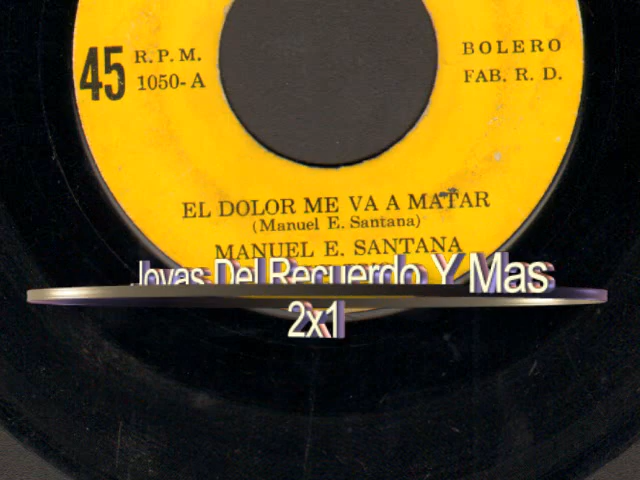 45
R.P.M.
1050-A
BOLERO
FAB. R. D.
EL DOLOR ME VA A MATAR
(Manuel E. Santana)
MANUEL E. SANTANA
Joyas Del Recuerdo Y Mas
2x1